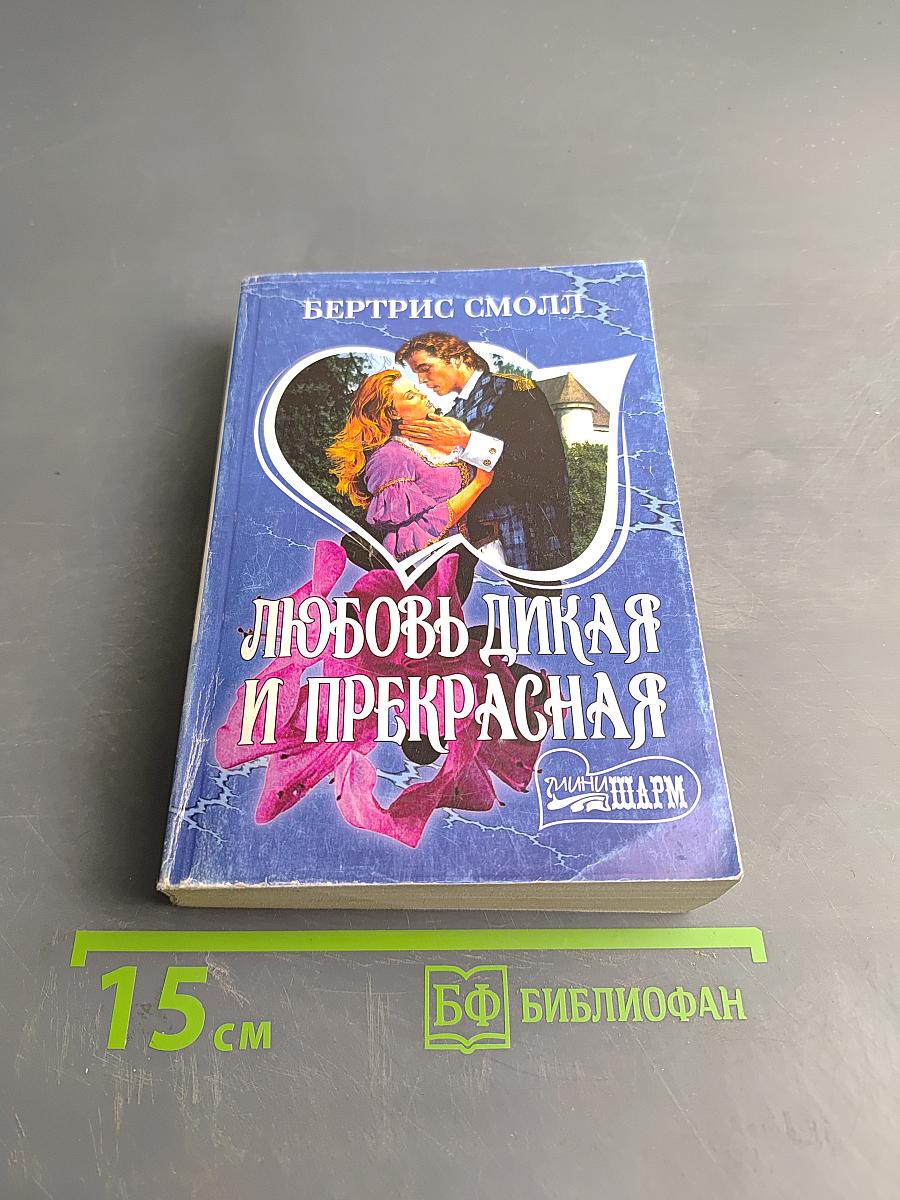 БЕРТРИС СМОЛЛ
ЛЮБОВЬ ДИКАЯ
И ПРЕКРАСНАЯ
МИНИ ШАРМ
15 см
БФ БИБЛИОФАН